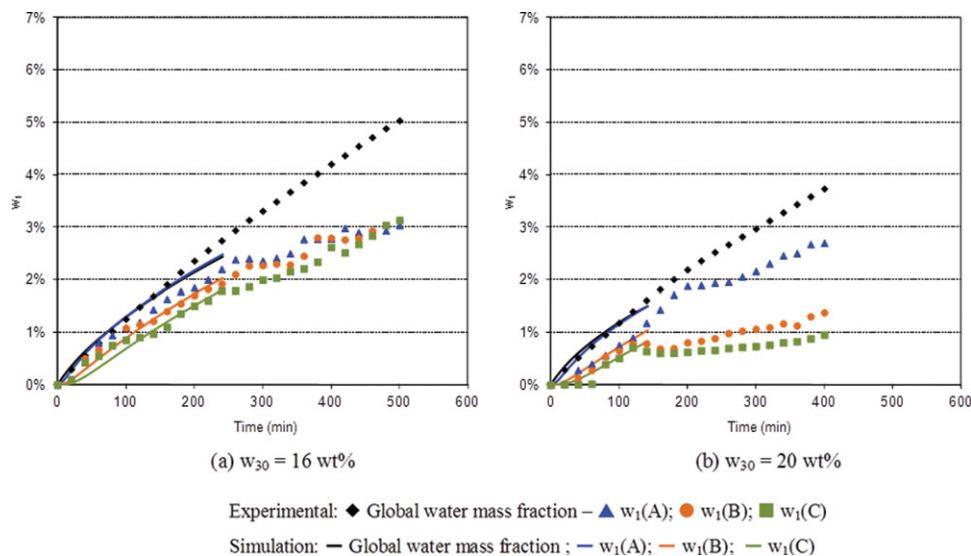 7%
6%
5%
4%
3%
2%
1%
0%
w₁
0 100 200 300 400 500 600
Time (min)
(a) w₃₀ = 16 wt%
7%
6%
5%
4%
3%
2%
1%
0%
w₁
0 100 200 300 400 500 600
Time (min)
(b) w₃₀ = 20 wt%
Experimental: ◆ Global water mass fraction – ▲ w₁(A); ● w₁(B); ■ w₁(C)
Simulation: — Global water mass fraction ; — w₁(A); — w₁(B); — w₁(C)